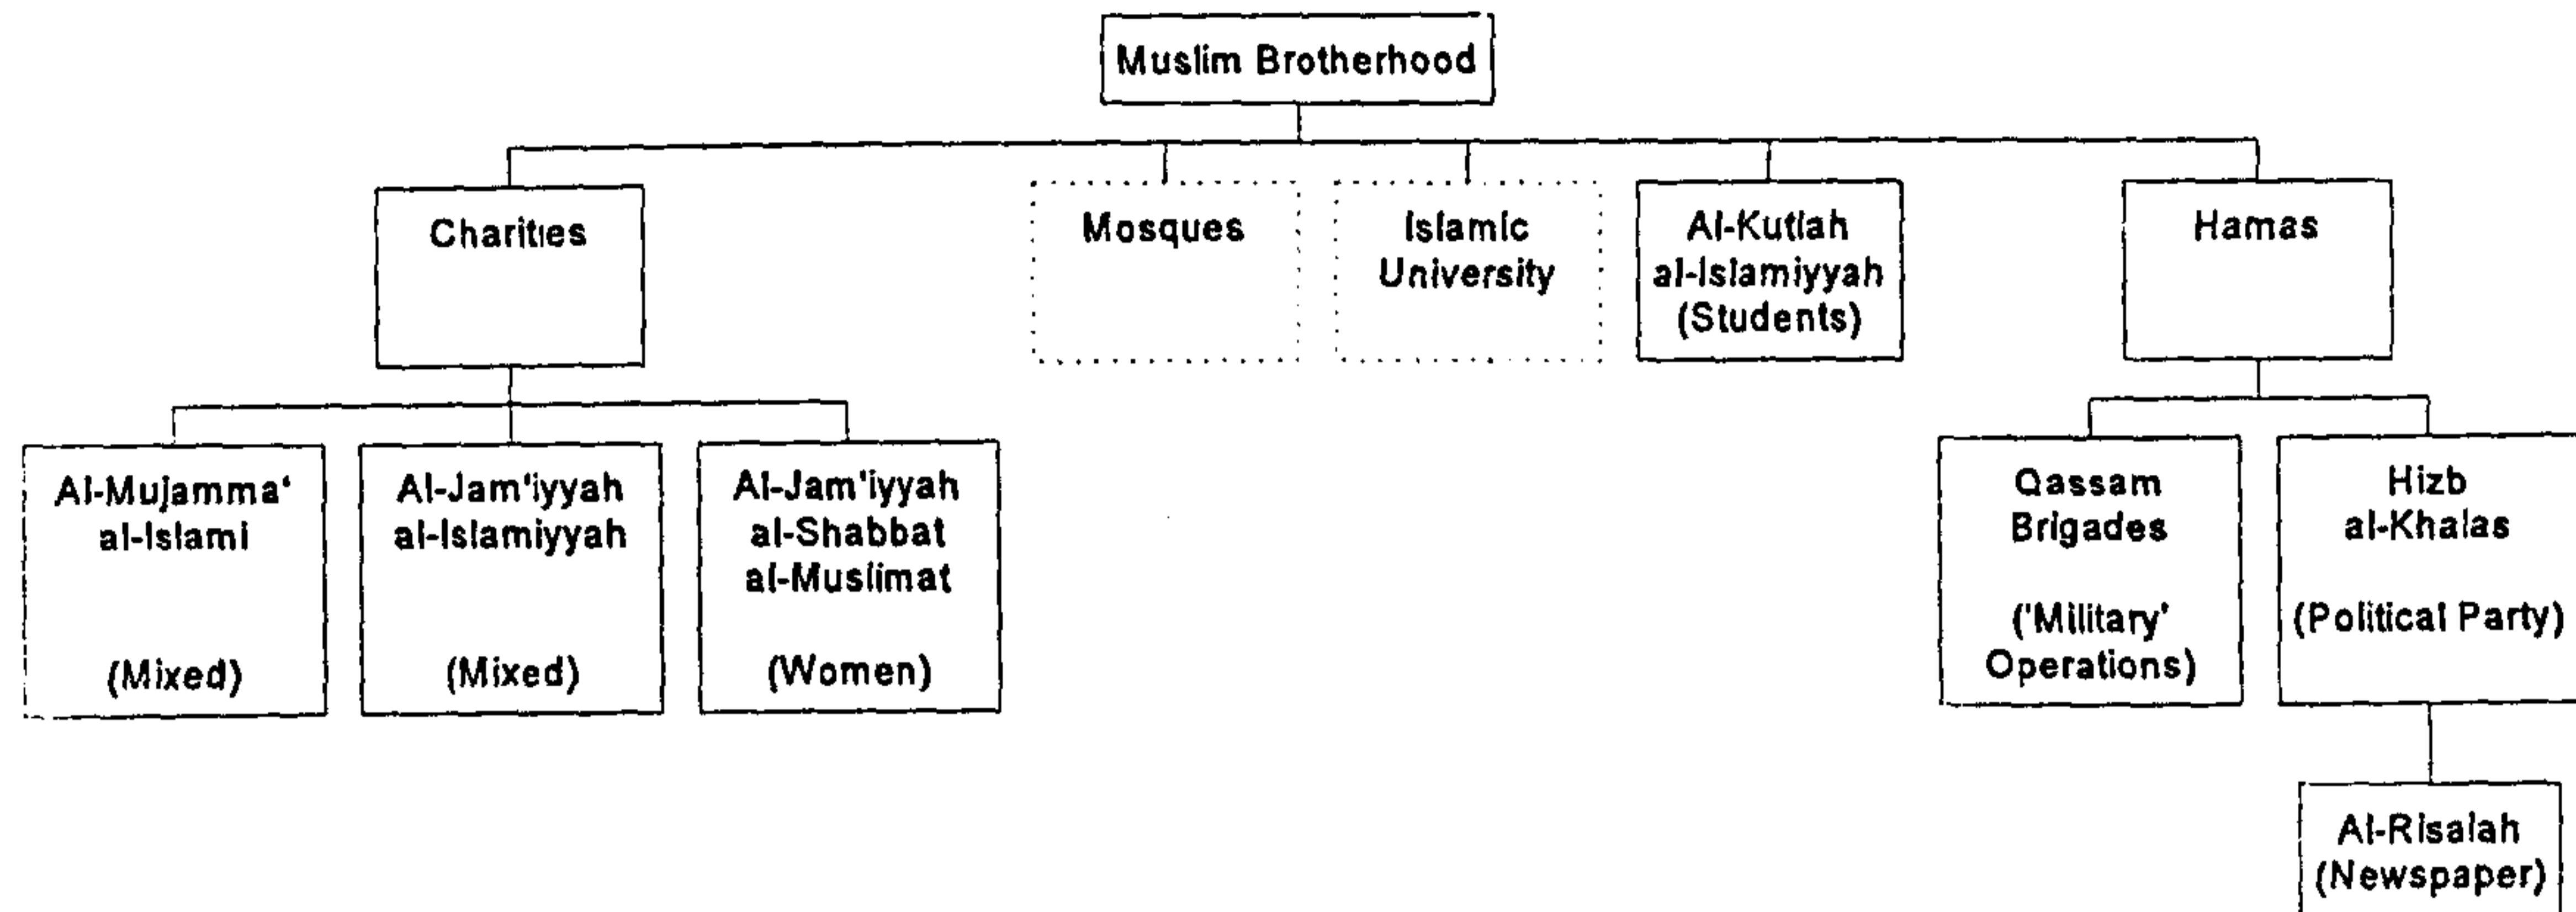 Muslim Brotherhood
Charities
Mosques
Islamic
University
Al-Kutlah
al-Islamiyyah
(Students)
Hamas
Al-Mujamma‘
al-Islami
(Mixed)
Al-Jam'iyyah
al-Islamiyyah
(Mixed)
Al-Jam'iyyah
al-Shabbat
al-Muslimat
(Women)
Qassam
Brigades
('Military'
Operations)
Hizb
al-Khalas
(Political Party)
Al-Risalah
(Newspaper)